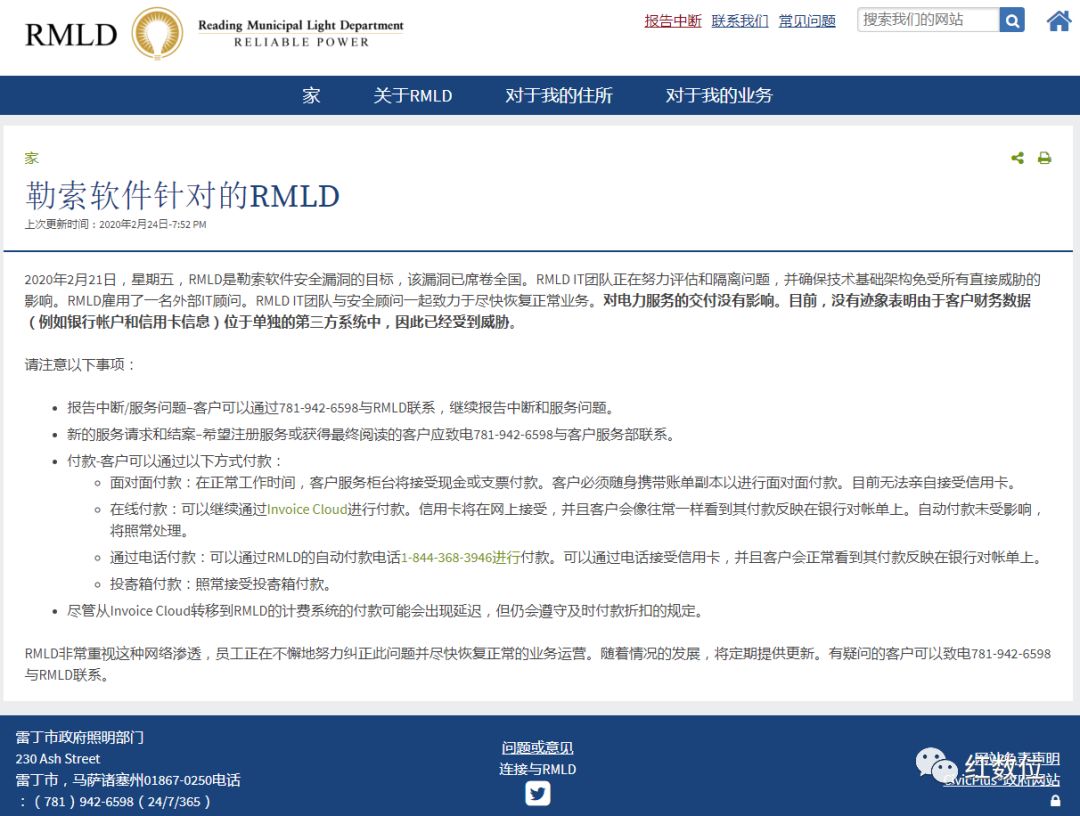 RMLD
Reading Municipal Light Department
RELIABLE POWER
报告中断 联系我们 常见问题
搜索我们的网站
家 关于RMLD 对于我的住所 对于我的业务
家
勒索软件针对的RMLD
上次更新时间：2020年2月24日-7:52 PM
2020年2月21日，星期五，RMLD是勒索软件安全漏洞的目标，该漏洞已席卷全国。RMLD IT团队正在努力评估和隔离问题，并确保技术基础架构免受所有直接威胁的
影响。RMLD雇用了一名外部IT顾问。RMLD IT团队与安全顾问一起致力于尽快恢复正常业务。对电力服务的交付没有影响。目前，没有迹象表明由于客户财务数据
（例如银行帐户和信用卡信息）位于单独的第三方系统中，因此已经受到威胁。
请注意以下事项：
• 报告中断/服务问题–客户可以通过781-942-6598与RMLD联系，继续报告中断和服务问题。
• 新的服务请求和结案–希望注册服务或获得最终阅读的客户应致电781-942-6598与客户服务部联系。
• 付款-客户可以通过以下方式付款：
◦ 面对面付款：在正常工作时间，客户服务柜台将接受现金或支票付款。客户必须随身携带账单副本以进行面对面付款。目前无法亲自接受信用卡。
◦ 在线付款：可以继续通过Invoice Cloud进行付款。信用卡将在网上接受，并且客户会像往常一样看到其付款反映在银行对帐单上。自动付款未受影响，
将照常处理。
◦ 通过电话付款：可以通过RMLD的自动付款电话1-844-368-3946进行付款。可以通过电话接受信用卡，并且客户会正常看到其付款反映在银行对帐单上。
◦ 投寄箱付款：照常接受投寄箱付款。
• 尽管从Invoice Cloud转移到RMLD的计费系统的付款可能会出现延迟，但仍会遵守及时付款折扣的规定。
RMLD非常重视这种网络渗透，员工正在不懈地努力纠正此问题并尽快恢复正常的业务运营。随着情况的发展，将定期提供更新。有疑问的客户可以致电781-942-6598
与RMLD联系。
雷丁市政府照明部门
230 Ash Street
雷丁市，马萨诸塞州01867-0250电话
：（781）942-6598（24/7/365）
问题或意见
连接与RMLD
网站免责声明
CivicPlus®政府网站
红数位